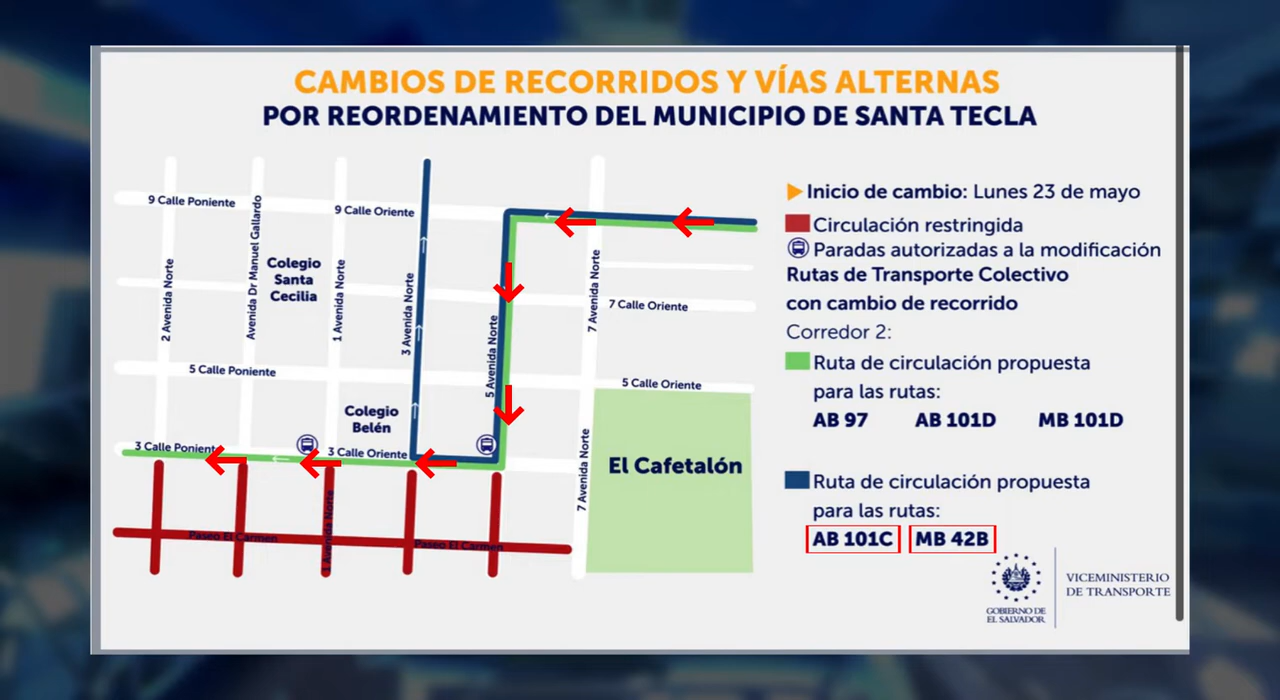 CAMBIOS DE RECORRIDOS Y VÍAS ALTERNAS
POR REORDENAMIENTO DEL MUNICIPIO DE SANTA TECLA
9 Calle Poniente
9 Calle Oriente
2 Avenida Norte
Avenida Dr Manuel Gallardo
Colegio
Santa
Cecilia
1 Avenida Norte
3 Avenida Norte
5 Avenida Norte
7 Avenida Norte
7 Calle Oriente
5 Calle Poniente
5 Calle Oriente
Colegio
Belén
3 Calle Poniente
3 Calle Oriente
7 Avenida Norte
El Cafetalón
1 Avenida Norte
Paseo El Carmen
Paseo El Carmen
Inicio de cambio: Lunes 23 de mayo
Circulación restringida
Paradas autorizadas a la modificación
Rutas de Transporte Colectivo
con cambio de recorrido
Corredor 2:
Ruta de circulación propuesta
para las rutas:
AB 97 AB 101D MB 101D
Ruta de circulación propuesta
para las rutas:
AB 101C MB 42B
GOBIERNO DE
EL SALVADOR
VICEMINISTERIO
DE TRANSPORTE